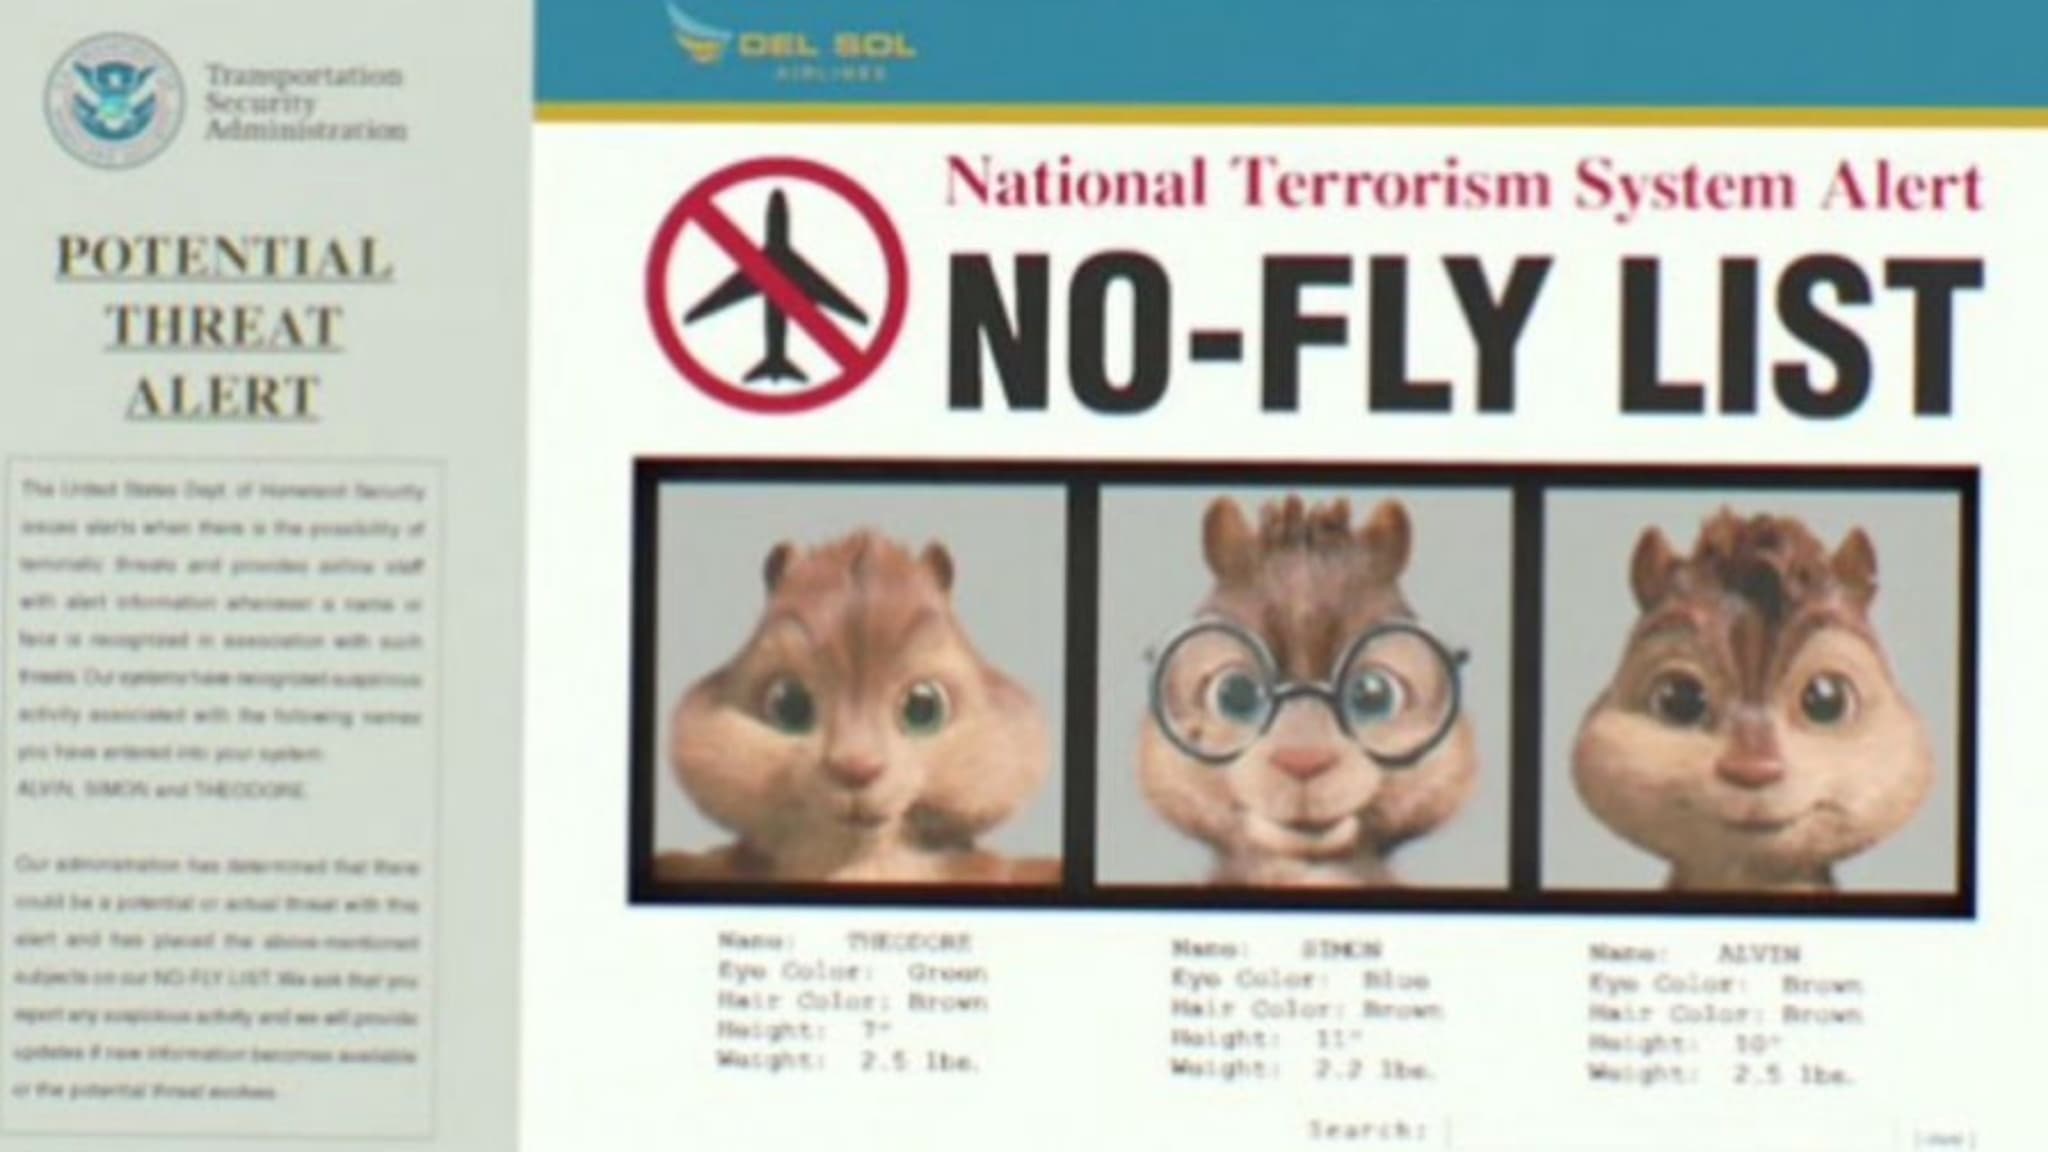 Transportation
Security
Administration
POTENTIAL
THREAT
ALERT
The United States Dept. of Homeland Security
issues alerts when there is the possibility of
terroristic threats and provides airline staff
with alert information whenever a name or
face is recognized in association with such
threats. Our systems have recognized suspicious
activity associated with the following names
you have entered into your system:
ALVIN, SIMON and THEODORE.
Our administration has determined that there
could be a potential or actual threat with this
alert and has placed the above-mentioned
subjects on our NO-FLY LIST. We ask that you
report any suspicious activity and we will provide
updates if new information becomes available
or the potential threat evolves.
DEL SOL
AIRLINES
National Terrorism System Alert
NO-FLY LIST
Name: THEODORE
Eye Color: Green
Hair Color: Brown
Height: 7"
Weight: 2.5 lbs.
Name: SIMON
Eye Color: Blue
Hair Color: Brown
Height: 11"
Weight: 2.2 lbs.
Name: ALVIN
Eye Color: Brown
Hair Color: Brown
Height: 10"
Weight: 2.5 lbs.
Search: